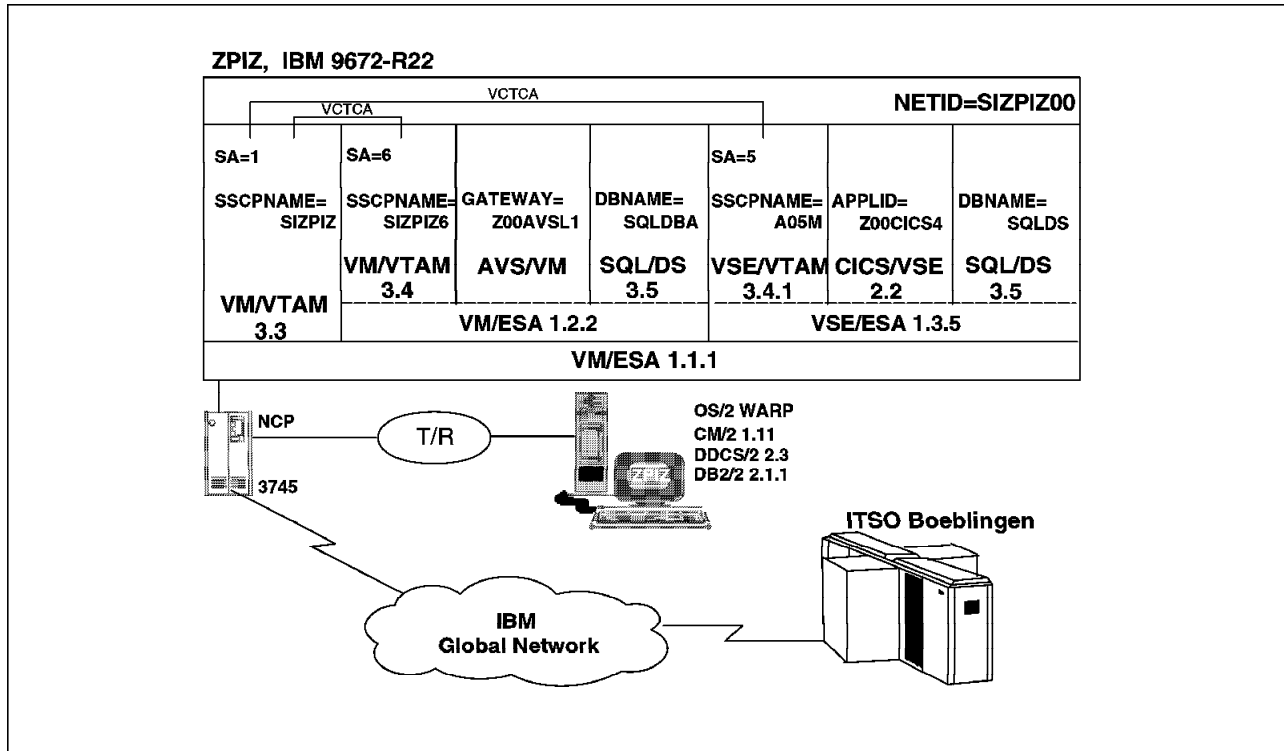 ZPIZ, IBM 9672-R22
VCTCA
VCTCA
NETID=SIZPIZ00
SA=1
SSCPNAME=
SIZPIZ
VM/VTAM
3.3
SA=6
SSCPNAME=
SIZPIZ6
VM/VTAM
3.4
GATEWAY=
Z00AVSL1
AVS/VM
DBNAME=
SQLDBA
SQL/DS
3.5
VM/ESA 1.2.2
SA=5
SSCPNAME=
A05M
VSE/VTAM
3.4.1
APPLID=
Z00CICS4
CICS/VSE
2.2
DBNAME=
SQLDS
SQL/DS
3.5
VSE/ESA 1.3.5
VM/ESA 1.1.1
NCP
3745
T/R
ZPIZ
OS/2 WARP
CM/2 1.11
DDCS/2 2.3
DB2/2 2.1.1
ITSO Boeblingen
IBM
Global Network